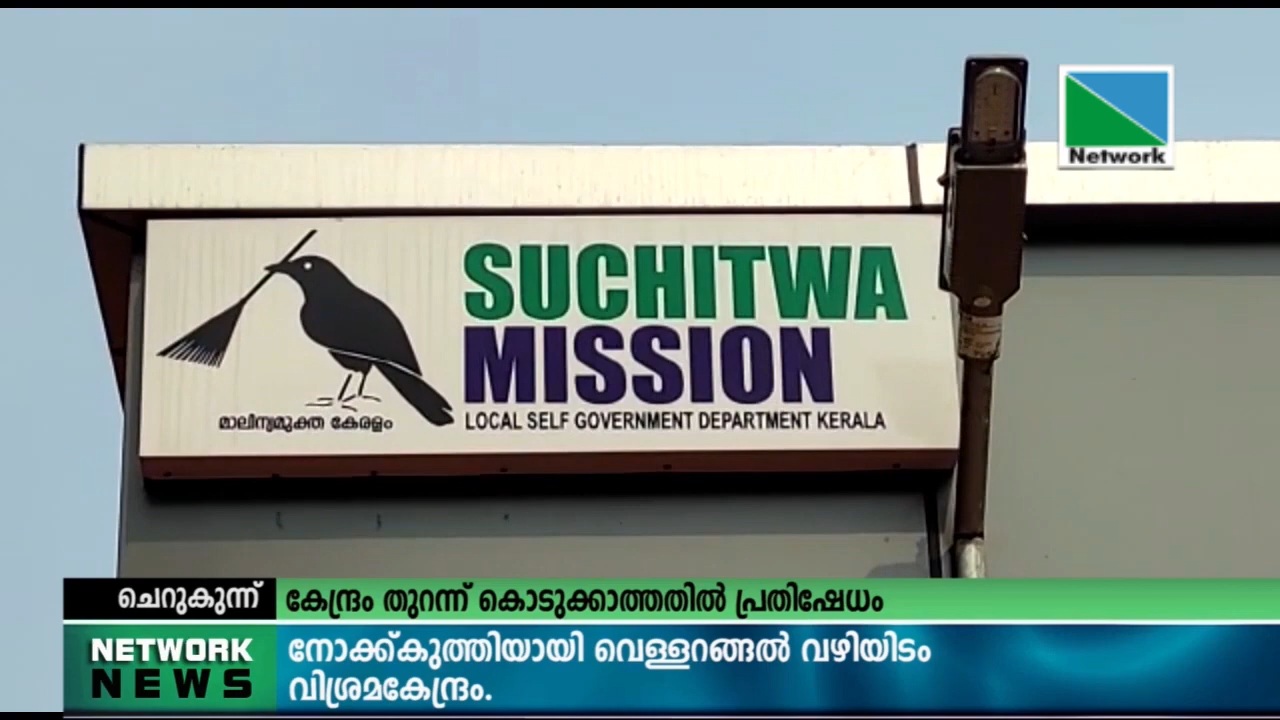 Network
SUCHITWA
MISSION
LOCAL SELF GOVERNMENT DEPARTMENT KERALA
മാലിന്യമുക്ത കേരളം
ചെറുകുന്ന്
കേന്ദ്രം തുറന്ന് കൊടുക്കാത്തതിൽ പ്രതിഷേധം
NETWORK
NEWS
നോക്ക്കുത്തിയായി വെള്ളറങ്ങൽ വഴിയിടം
വിശ്രമകേന്ദ്രം.